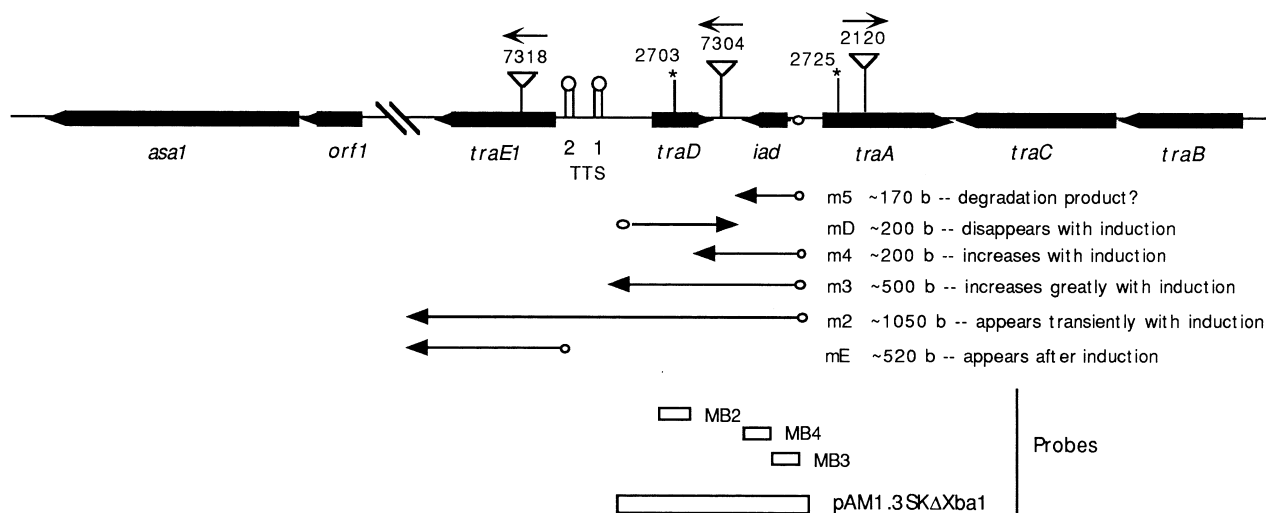 7318
2703
7304
2725
2120
*
*
asa1
orf1
traE1
2
1
TTS
traD
iad
traA
traC
traB
m5 ~170 b -- degradation product?
mD ~200 b -- disappears with induction
m4 ~200 b -- increases with induction
m3 ~500 b -- increases greatly with induction
m2 ~1050 b -- appears transiently with induction
mE ~520 b -- appears after induction
MB2
MB4
MB3
pAM1.3SKΔXba1
Probes